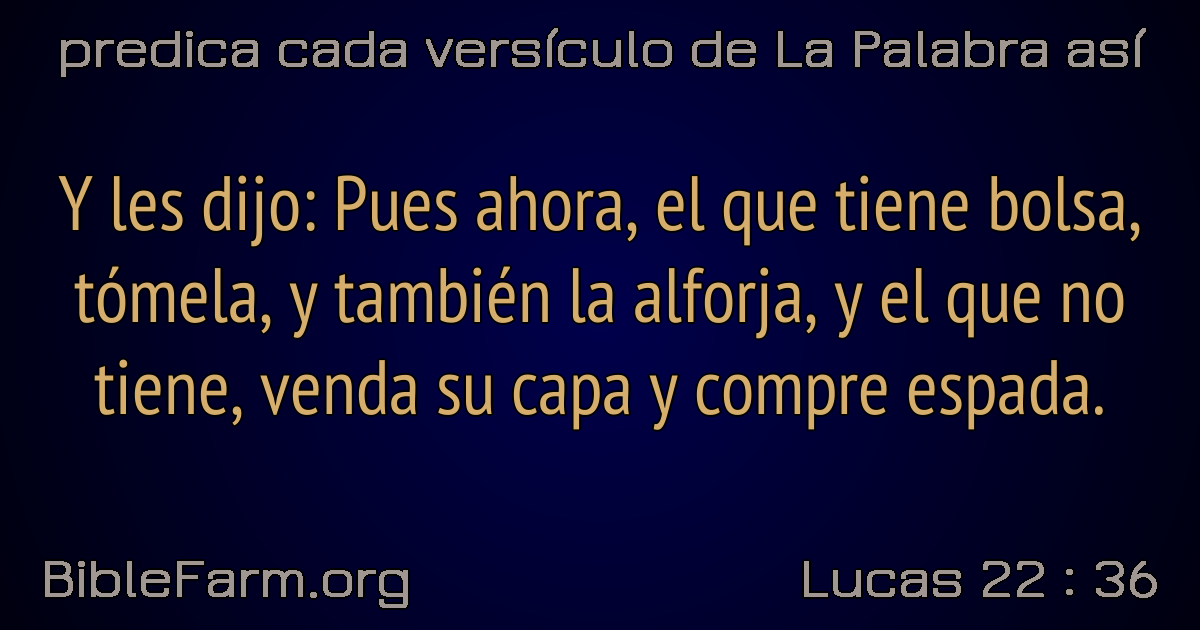 predica cada versículo de La Palabra así
Y les dijo: Pues ahora, el que tiene bolsa,
tómela, y también la alforja, y el que no
tiene, venda su capa y compre espada.
BibleFarm.org
Lucas 22 : 36